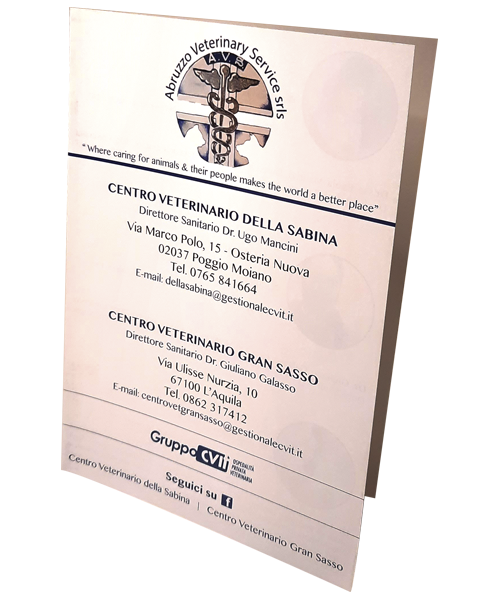 Abruzzo Veterinary Service srls
A.V.S.
"Where caring for animals & their people makes the world a better place"
CENTRO VETERINARIO DELLA SABINA
Direttore Sanitario Dr. Ugo Mancini
Via Marco Polo, 15 - Osteria Nuova
02037 Poggio Moiano
Tel. 0765 841664
E-mail: dellasabina@gestionalecvit.it
CENTRO VETERINARIO GRAN SASSO
Direttore Sanitario Dr. Giuliano Galasso
Via Ulisse Nurzia, 10
67100 L'Aquila
Tel. 0862 317412
E-mail: centrovetgransasso@gestionalecvit.it
Gruppo CVIT
OSPEDALITÀ
PRIVATA
VETERINARIA
Seguici su f
Centro Veterinario della Sabina | Centro Veterinario Gran Sasso